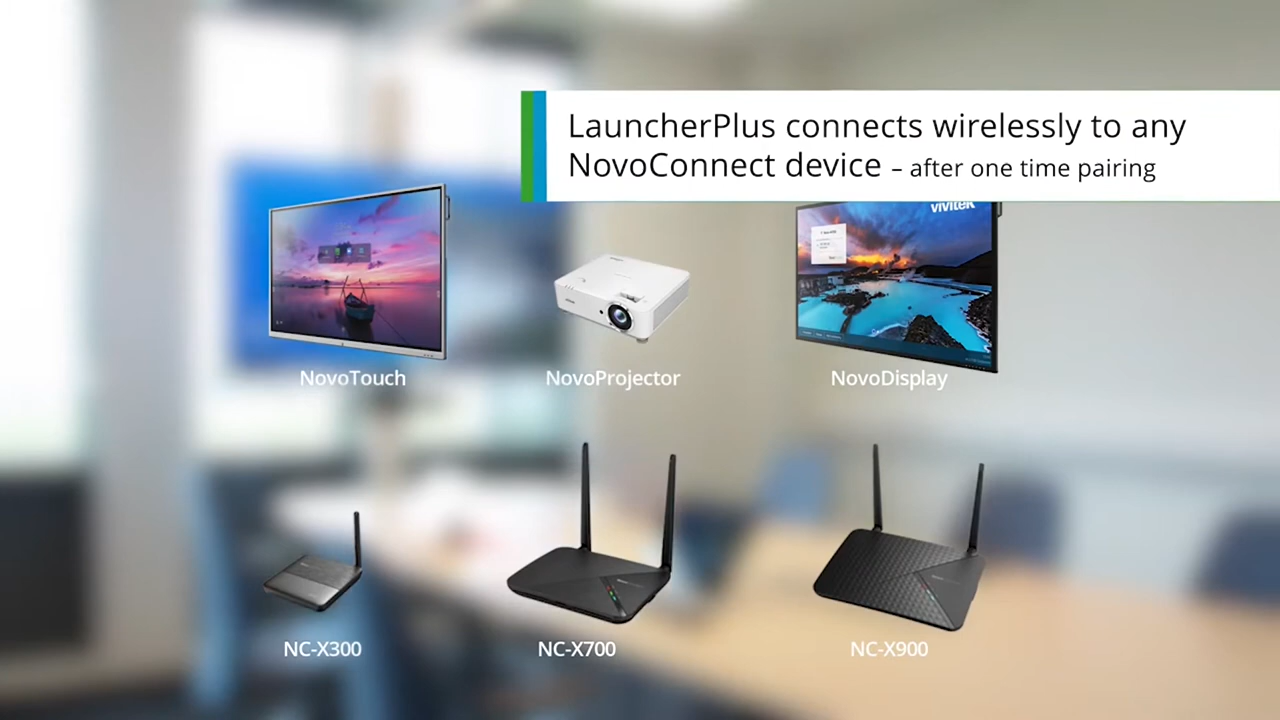 LauncherPlus connects wirelessly to any
NovoConnect device – after one time pairing
vivitek
NovoTouch
NovoProjector
NovoDisplay
NC-X300
NC-X700
NC-X900